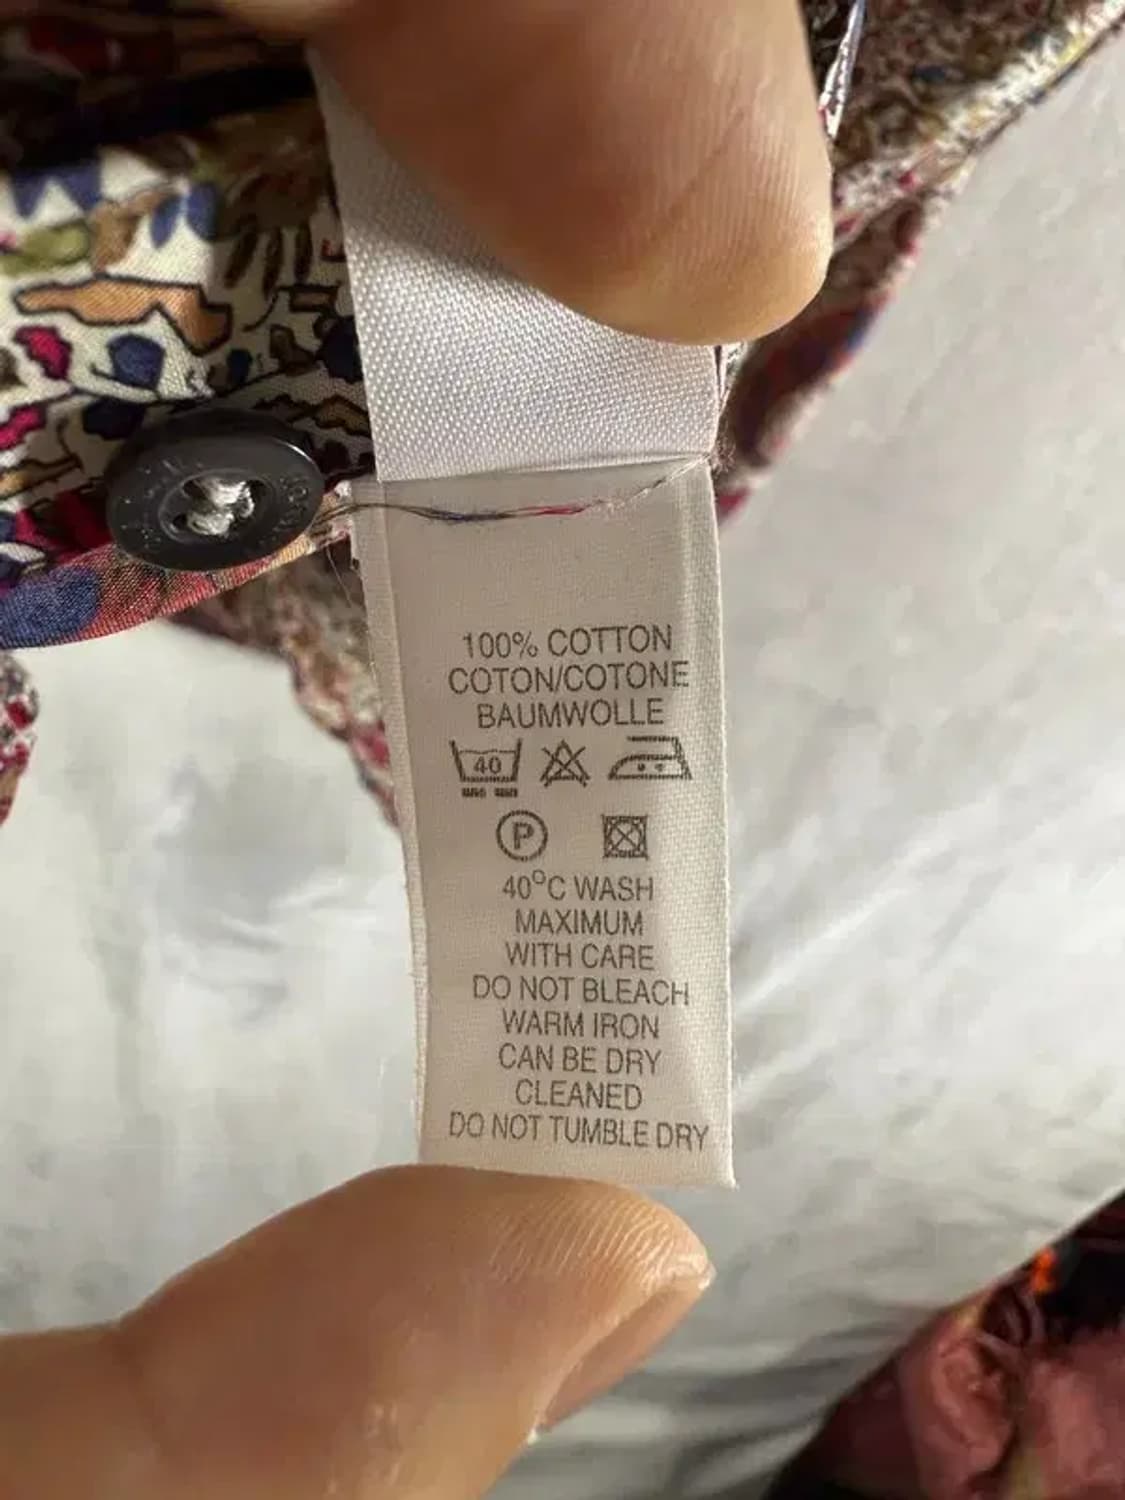 100% COTTON
COTON/COTONE
BAUMWOLLE
40
P
40°C WASH
MAXIMUM
WITH CARE
DO NOT BLEACH
WARM IRON
CAN BE DRY
CLEANED
DO NOT TUMBLE DRY